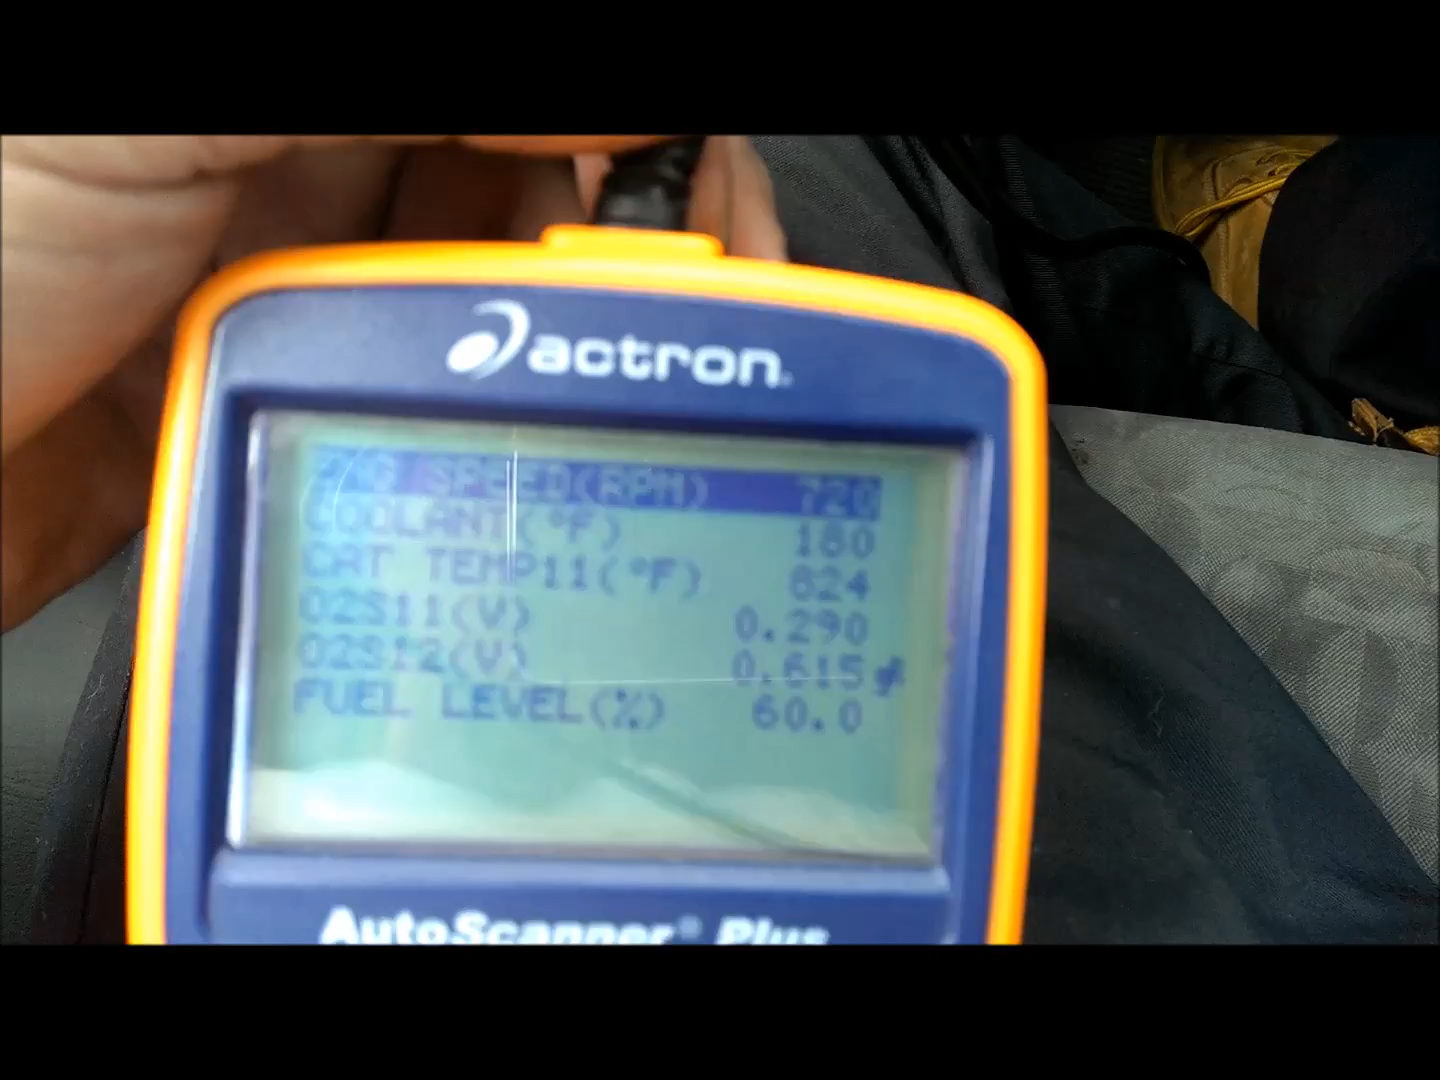 actron
ENG SPEED(RPM) 720
COOLANT(°F) 180
CAT TEMP11(°F) 824
O2S11(V) 0.290
O2S12(V) 0.615
FUEL LEVEL(%) 60.0
AutoScanner® Plus